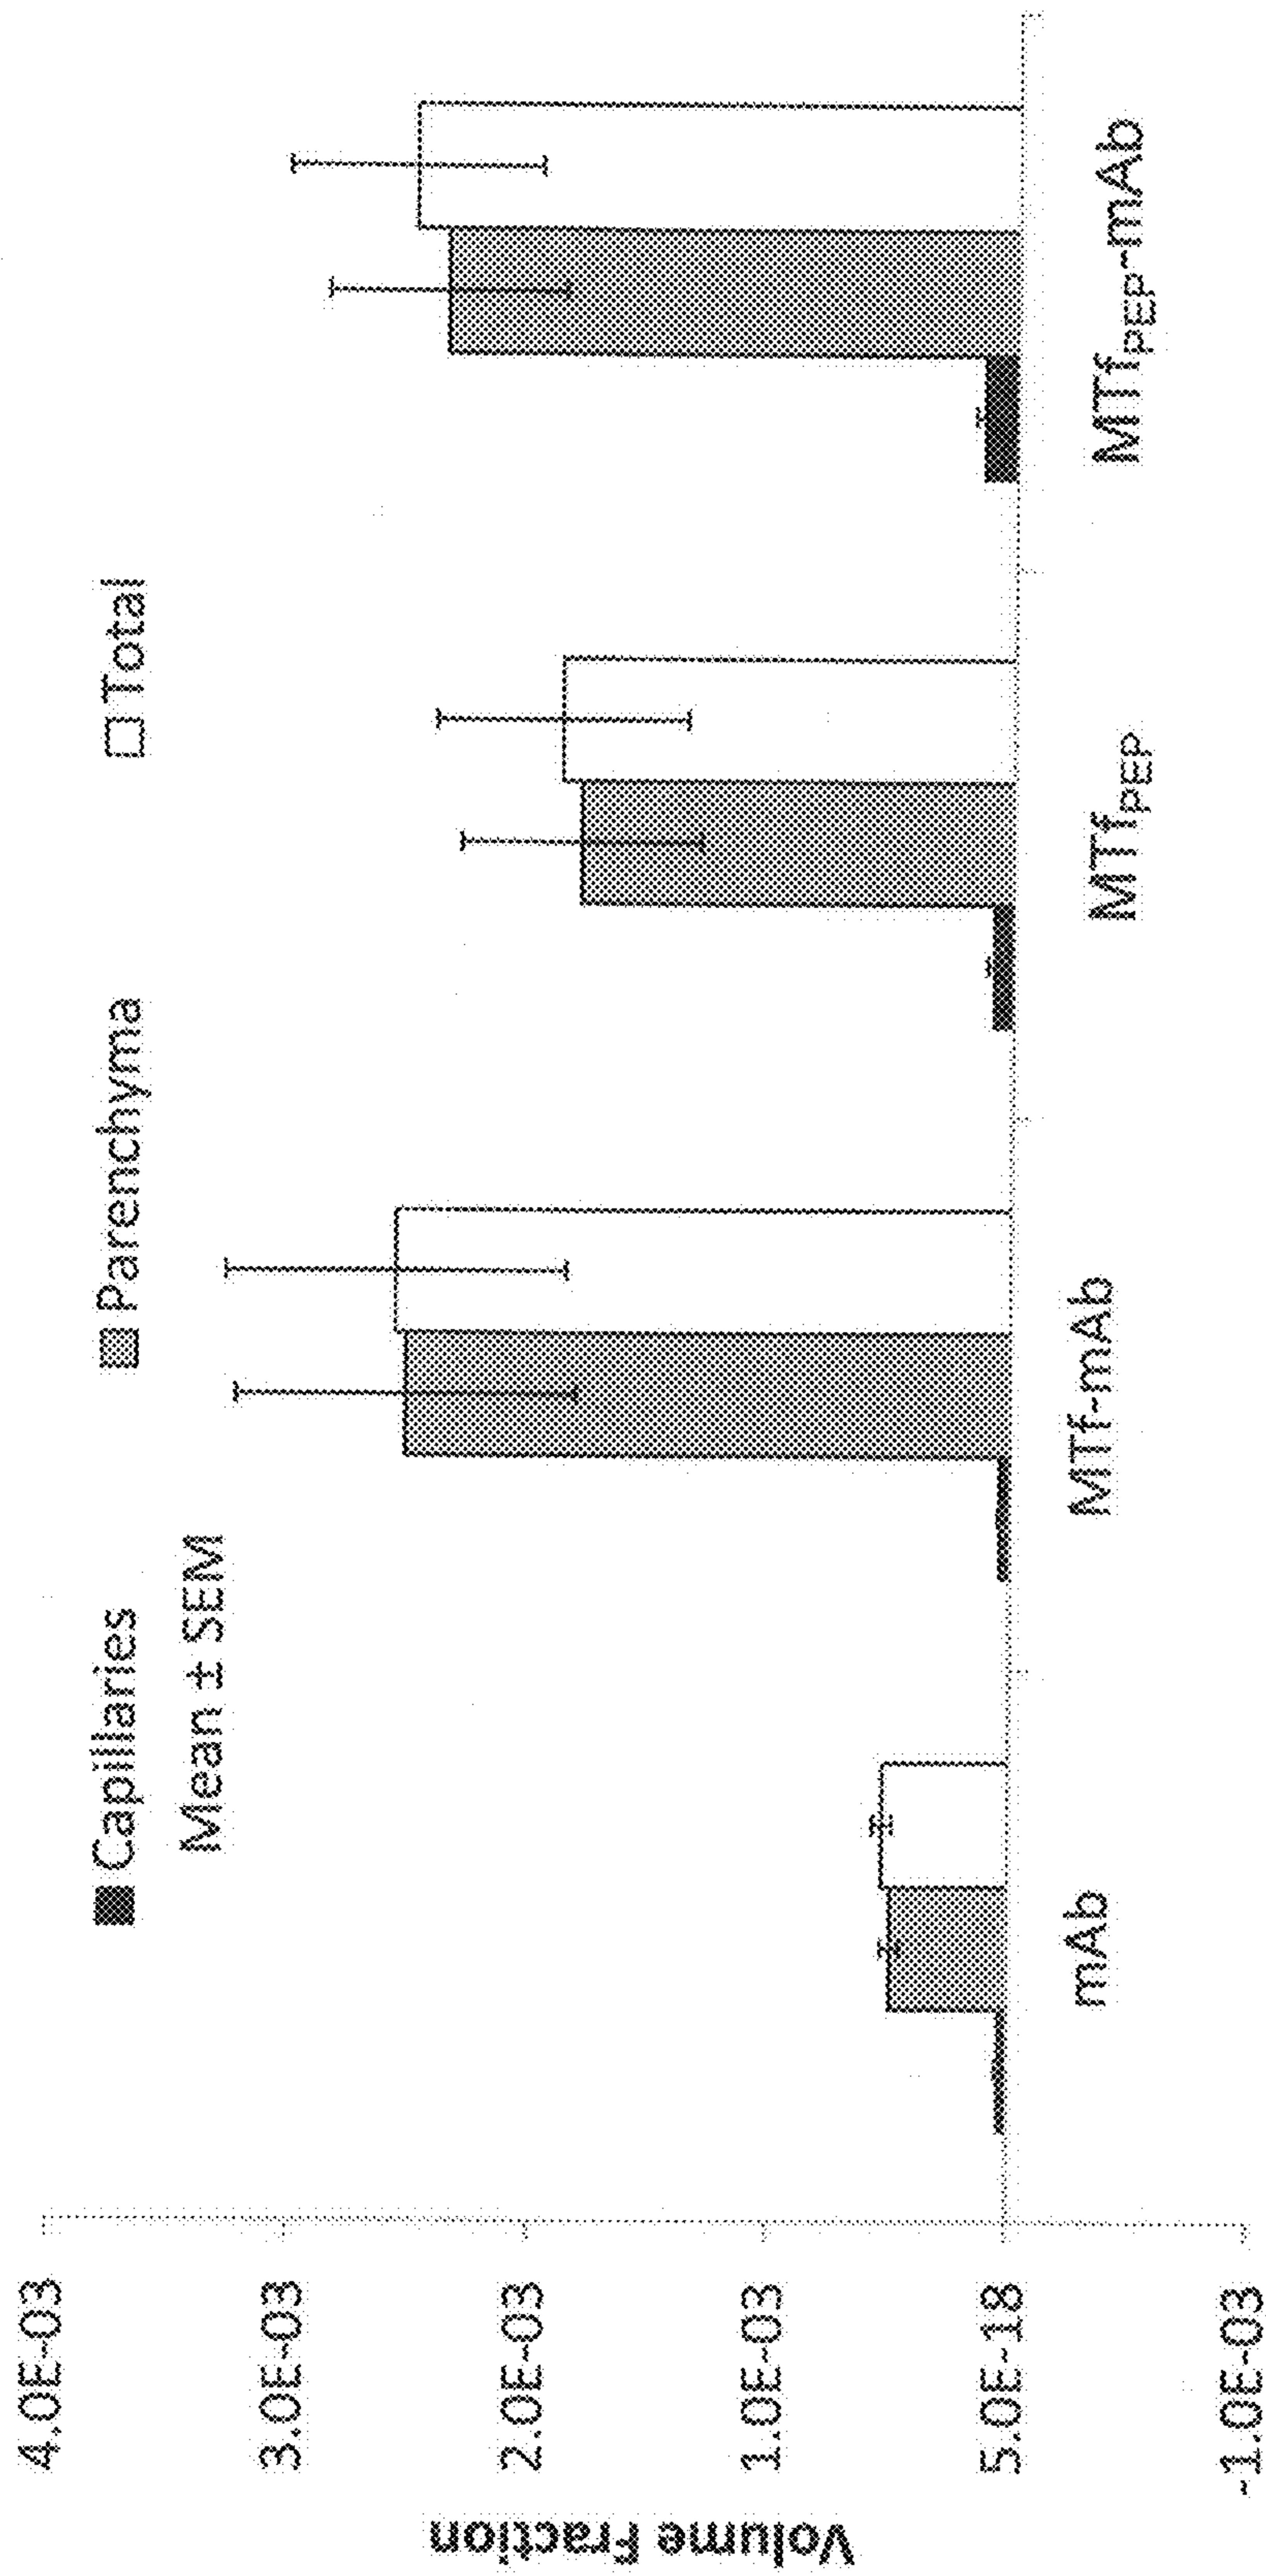 Capillaries Parenchyma Total
Mean ± SEM
4.0E-03
3.0E-03
2.0E-03
1.0E-03
5.0E-18
-1.0E-03
Volume Fraction
mAb MTf-mAb MTfPEP MTfPEP-mAb